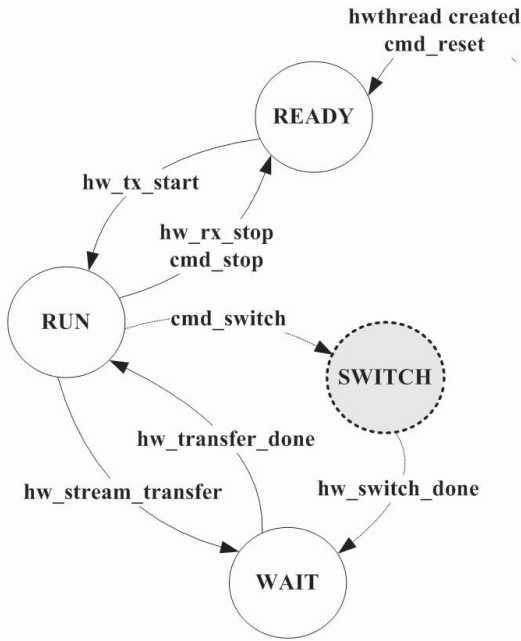 hwthread created
cmd_reset
READY
hw_tx_start
hw_rx_stop
cmd_stop
RUN
cmd_switch
SWITCH
hw_transfer_done
hw_stream_transfer
hw_switch_done
WAIT